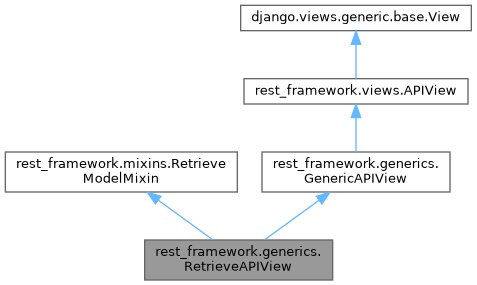 django.views.generic.base.View
rest_framework.views.APIView
rest_framework.mixins.Retrieve
ModelMixin
rest_framework.generics.
GenericAPIView
rest_framework.generics.
RetrieveAPIView